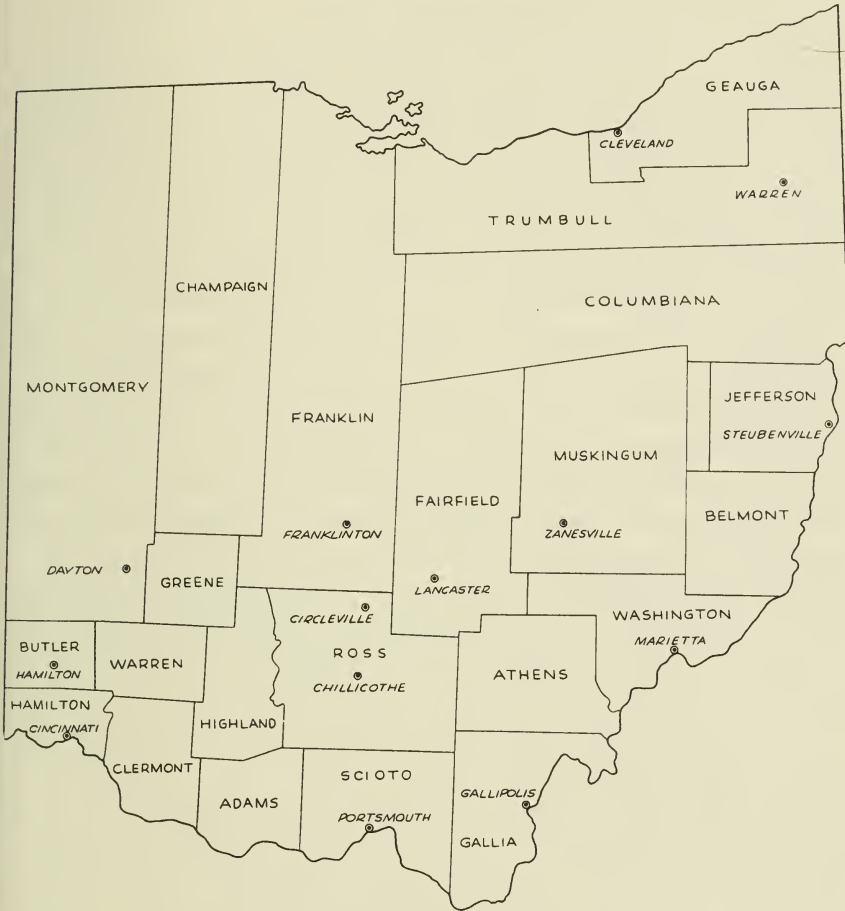 GEAUGA
CLEVELAND
WARREN
TRUMBULL
CHAMPAIGN
COLUMBIANA
MONTGOMERY
JEFFERSON
FRANKLIN
STEUBENVILLE
MUSKINGUM
FAIRFIELD
BELMONT
FRANKLINTON
ZANESVILLE
DAYTON
GREENE
LANCASTER
CIRCLEVILLE
WASHINGTON
MARIETTA
BUTLER
HAMILTON
WARREN
ROSS
CHILLICOTHE
ATHENS
HAMILTON
CINCINNATI
HIGHLAND
CLERMONT
SCIOTO
ADAMS
GALLIPOLIS
PORTSMOUTH
GALLIA